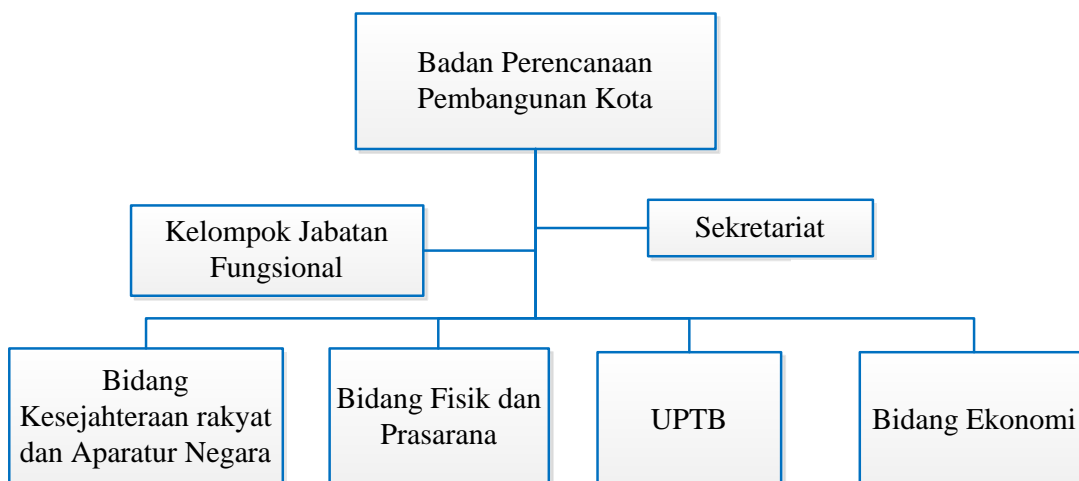 Badan Perencanaan
Pembangunan Kota
Kelompok Jabatan
Fungsional
Sekretariat
Bidang
Kesejahteraan rakyat
dan Aparatur Negara
Bidang Fisik dan
Prasarana
UPTB
Bidang Ekonomi